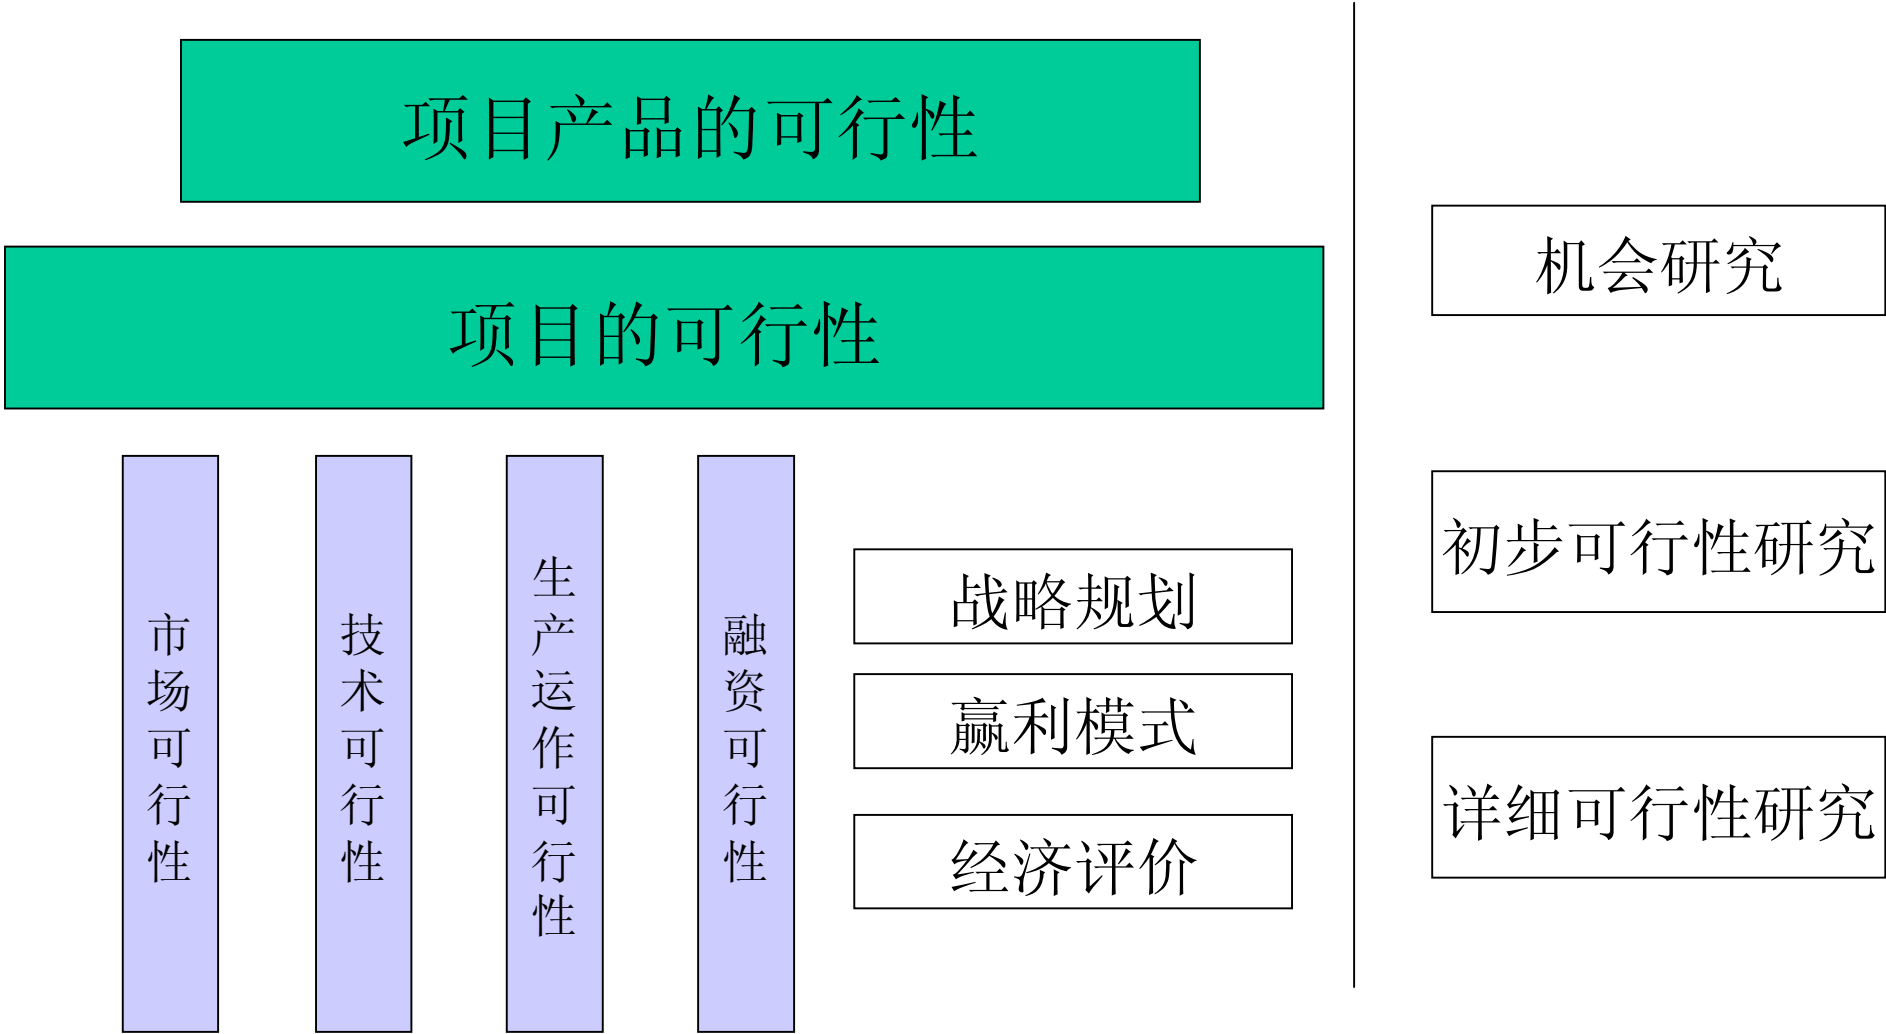 项目产品的可行性
项目的可行性
市场可行性
技术可行性
生产运作可行性
融资可行性
战略规划
赢利模式
经济评价
机会研究
初步可行性研究
详细可行性研究